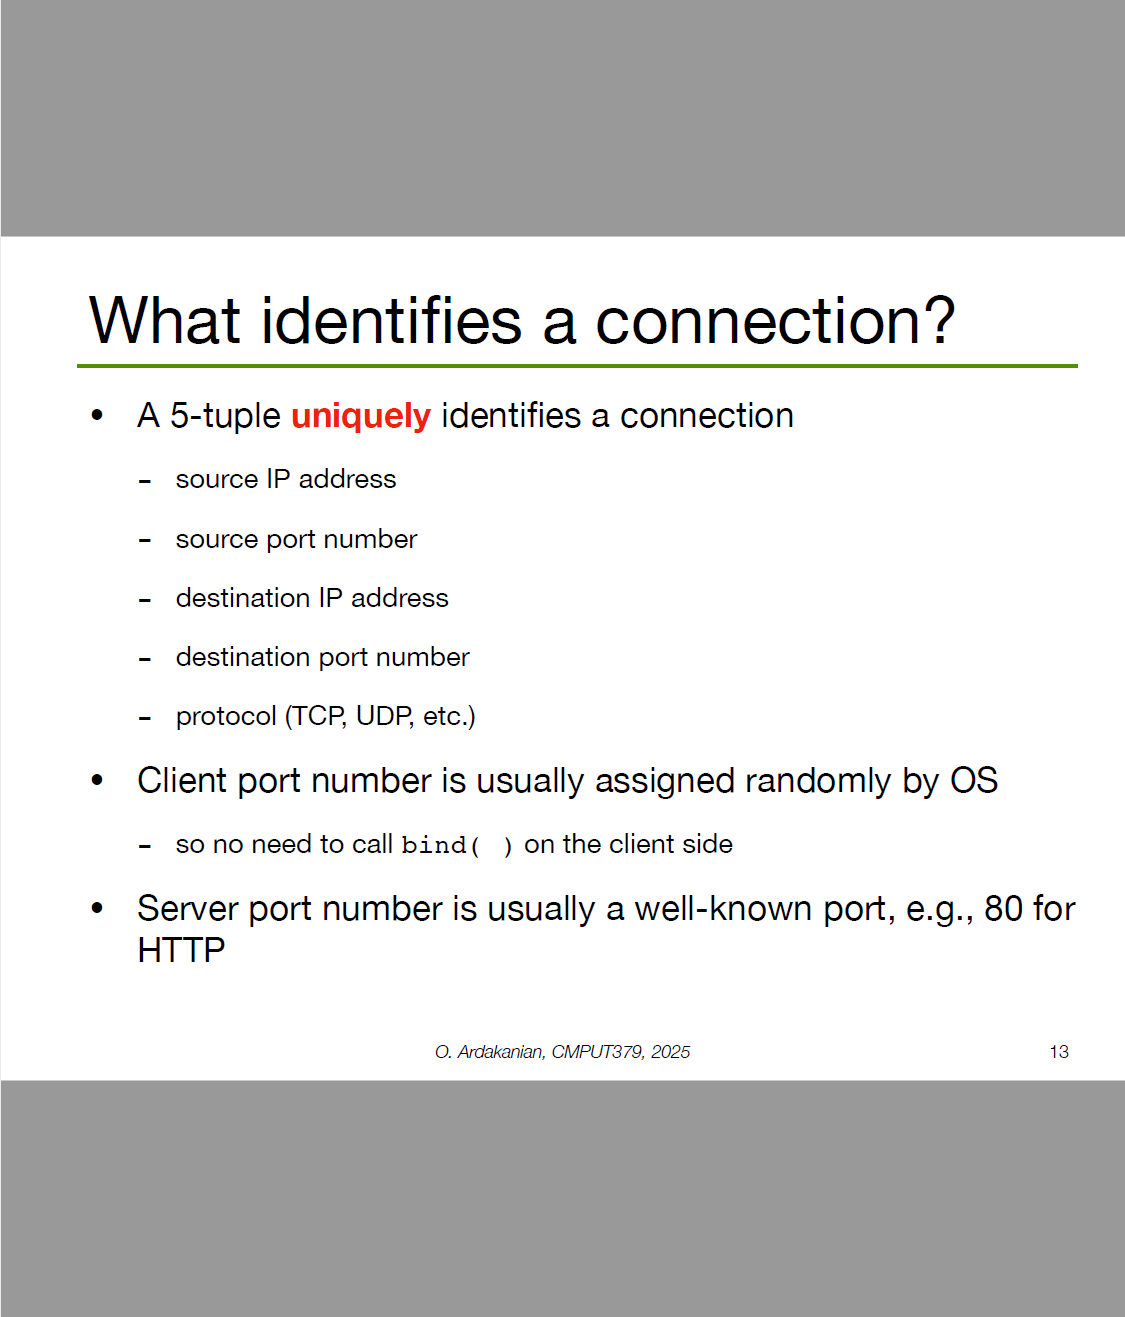 What identifies a connection?
• A 5-tuple uniquely identifies a connection
– source IP address
– source port number
– destination IP address
– destination port number
– protocol (TCP, UDP, etc.)
• Client port number is usually assigned randomly by OS
– so no need to call bind( ) on the client side
• Server port number is usually a well-known port, e.g., 80 for
HTTP
O. Ardakanian, CMPUT379, 2025
13